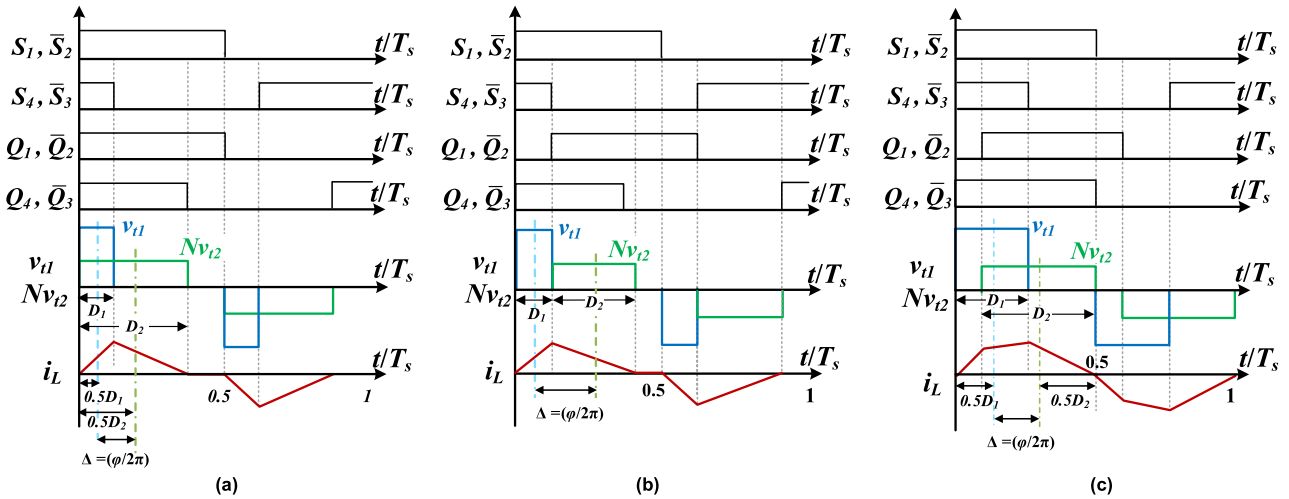 S₁, S̅₂ t/Tₛ
S₄, S̅₃ t/Tₛ
Q₁, Q̅₂ t/Tₛ
Q₄, Q̅₃ t/Tₛ
vₜ₁
Nvₜ₂
vₜ₁ t/Tₛ
Nvₜ₂
D₁
D₂
t/Tₛ
i_L
0.5 1
0.5D₁
0.5D₂
Δ =(φ/2π)
(a)
S₁, S̅₂ t/Tₛ
S₄, S̅₃ t/Tₛ
Q₁, Q̅₂ t/Tₛ
Q₄, Q̅₃ t/Tₛ
vₜ₁
Nvₜ₂
vₜ₁ t/Tₛ
Nvₜ₂
D₁ D₂
t/Tₛ
i_L
0.5 1
Δ =(φ/2π)
(b)
S₁, S̅₂ t/Tₛ
S₄, S̅₃ t/Tₛ
Q₁, Q̅₂ t/Tₛ
Q₄, Q̅₃ t/Tₛ
vₜ₁
Nvₜ₂
vₜ₁ t/Tₛ
Nvₜ₂
D₁
D₂
0.5 t/Tₛ
i_L
0.5D₁ 0.5D₂ 1
Δ =(φ/2π)
(c)